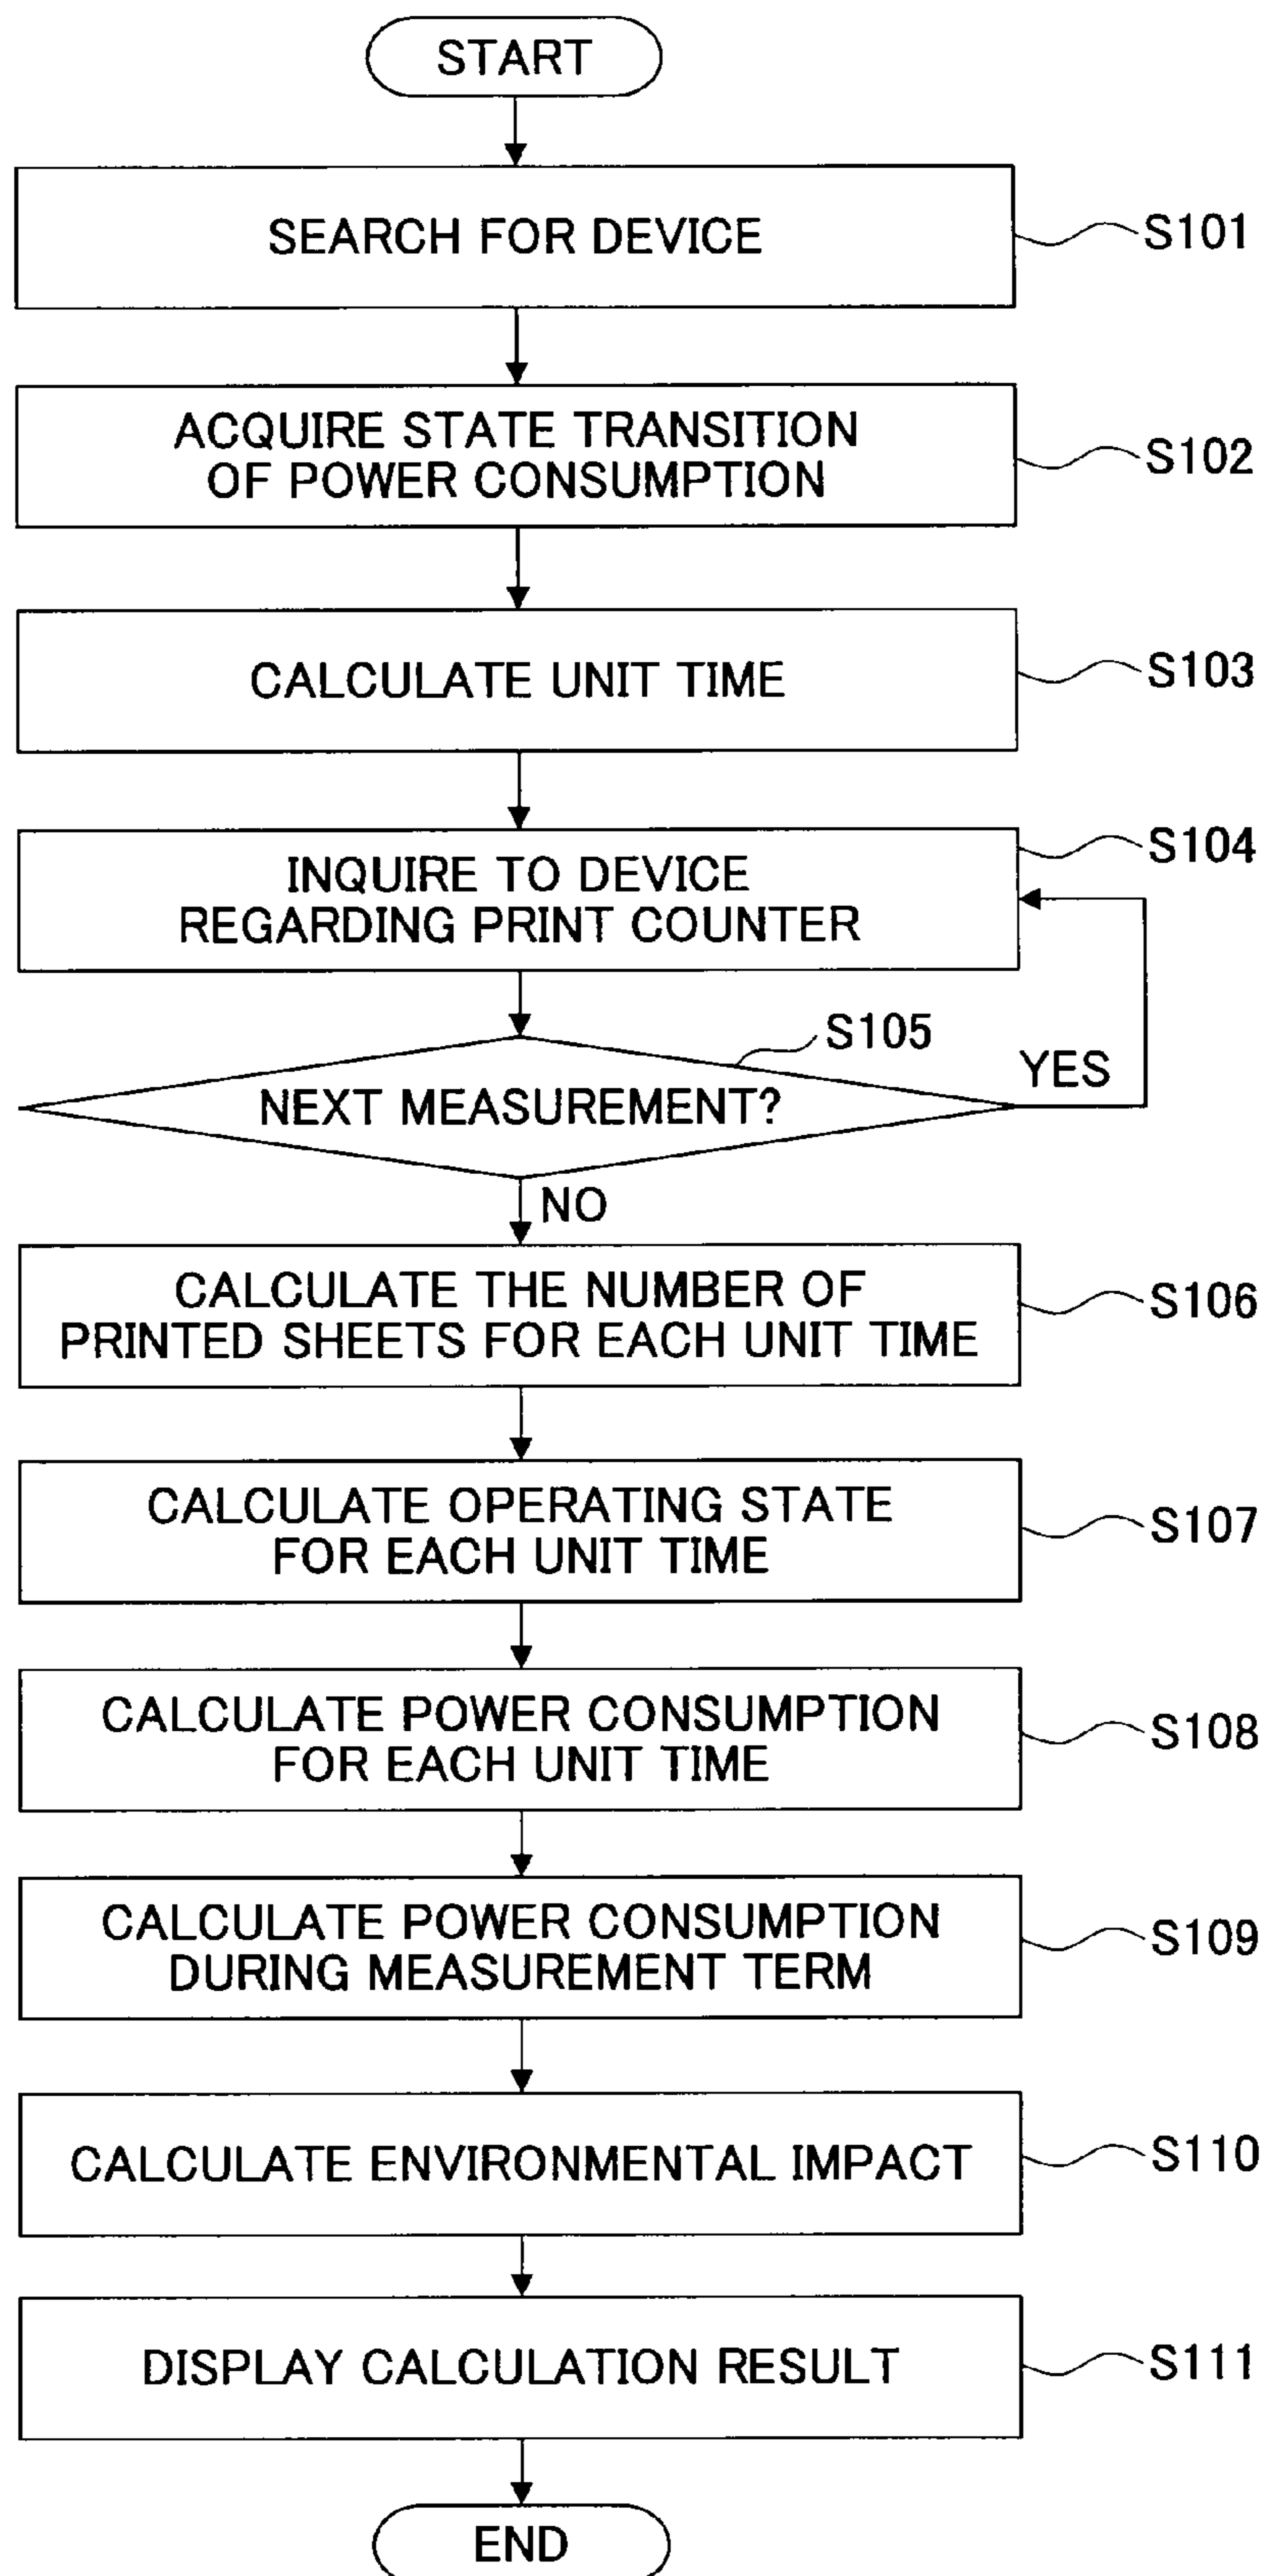 START
SEARCH FOR DEVICE
S101
ACQUIRE STATE TRANSITION
OF POWER CONSUMPTION
S102
CALCULATE UNIT TIME
S103
INQUIRE TO DEVICE
REGARDING PRINT COUNTER
S104
NEXT MEASUREMENT?
S105
YES
NO
CALCULATE THE NUMBER OF
PRINTED SHEETS FOR EACH UNIT TIME
S106
CALCULATE OPERATING STATE
FOR EACH UNIT TIME
S107
CALCULATE POWER CONSUMPTION
FOR EACH UNIT TIME
S108
CALCULATE POWER CONSUMPTION
DURING MEASUREMENT TERM
S109
CALCULATE ENVIRONMENTAL IMPACT
S110
DISPLAY CALCULATION RESULT
S111
END